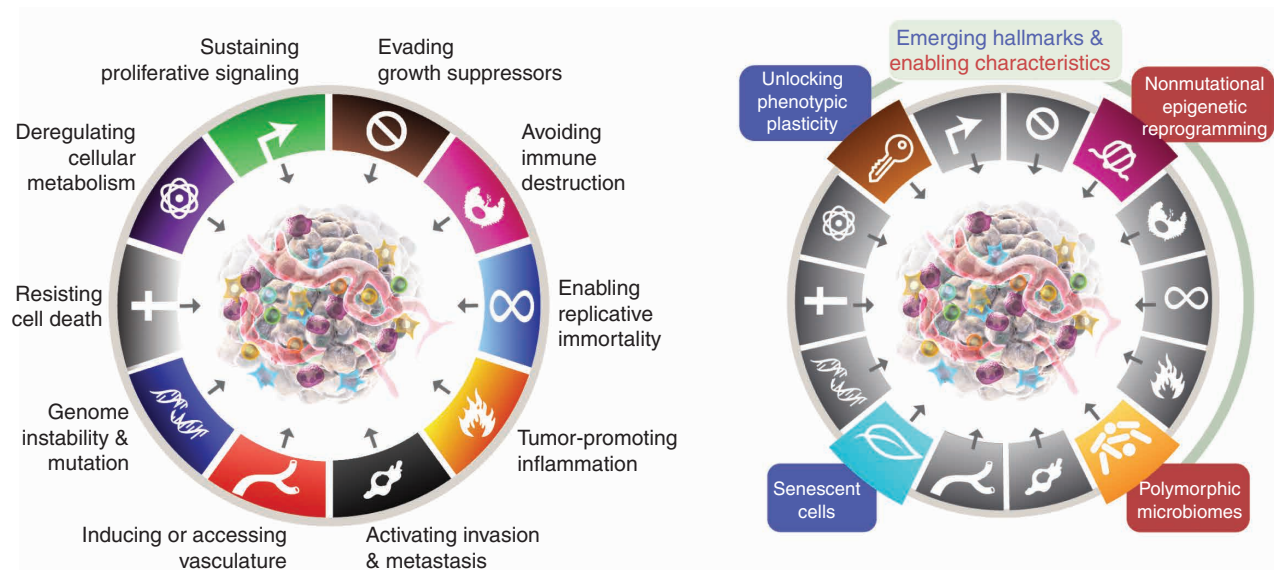 Sustaining
proliferative signaling
Evading
growth suppressors
Deregulating
cellular
metabolism
Avoiding
immune
destruction
Resisting
cell death
Enabling
replicative
immortality
Genome
instability &
mutation
Tumor-promoting
inflammation
Inducing or accessing
vasculature
Activating invasion
& metastasis
Emerging hallmarks &
enabling characteristics
Unlocking
phenotypic
plasticity
Nonmutational
epigenetic
reprogramming
Senescent
cells
Polymorphic
microbiomes